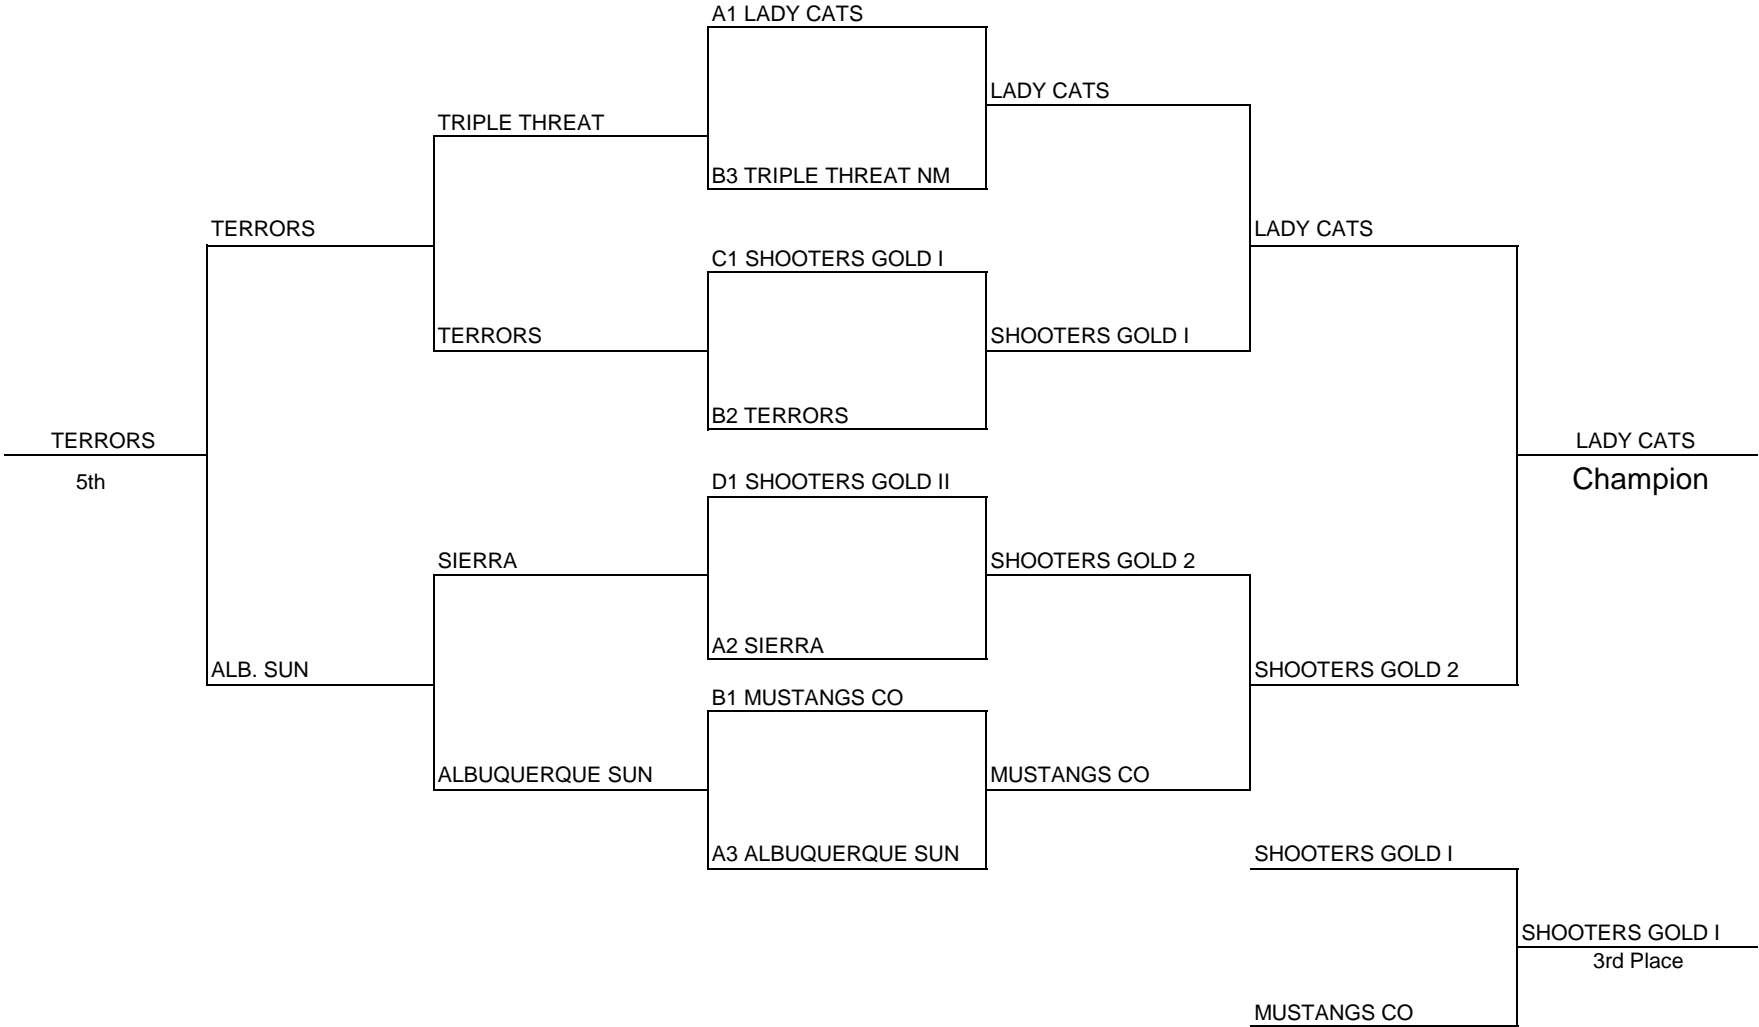 A1 LADY CATS
LADY CATS
TRIPLE THREAT
B3 TRIPLE THREAT NM
TERRORS
LADY CATS
C1 SHOOTERS GOLD I
TERRORS
SHOOTERS GOLD I
B2 TERRORS
TERRORS
LADY CATS
5th
Champion
D1 SHOOTERS GOLD II
SIERRA
SHOOTERS GOLD 2
A2 SIERRA
ALB. SUN
SHOOTERS GOLD 2
B1 MUSTANGS CO
ALBUQUERQUE SUN
MUSTANGS CO
A3 ALBUQUERQUE SUN
SHOOTERS GOLD I
SHOOTERS GOLD I
3rd Place
MUSTANGS CO